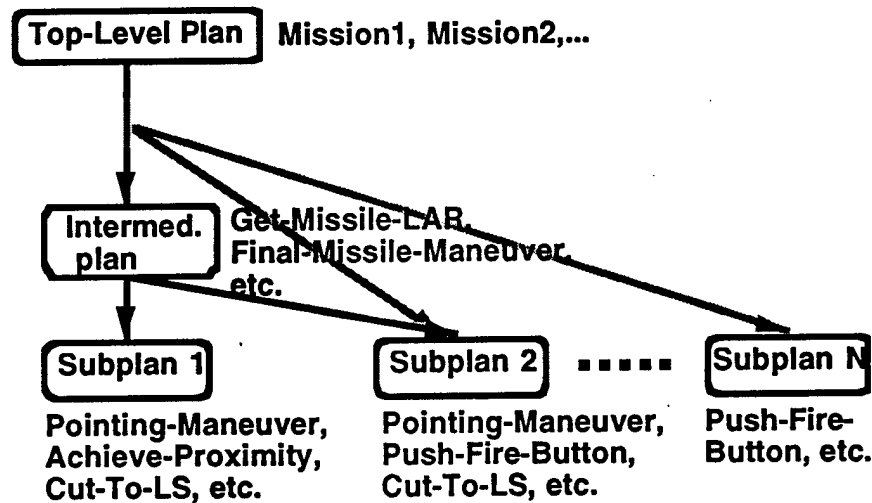 Top-Level Plan Mission1, Mission2,...
Intermed.
plan
Get-Missile-LAR,
Final-Missile-Maneuver,
etc.
Subplan 1
Subplan 2
Subplan N
Pointing-Maneuver,
Achieve-Proximity,
Cut-To-LS, etc.
Pointing-Maneuver,
Push-Fire-Button,
Cut-To-LS, etc.
Push-Fire-
Button, etc.